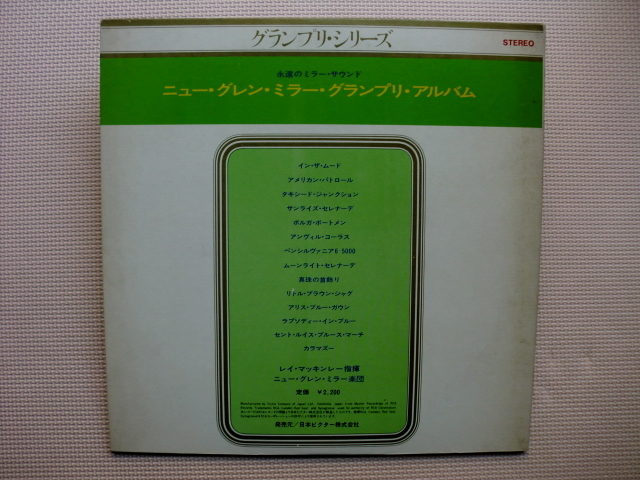 グランプリ・シリーズ
STEREO
永遠のミラー・サウンド
ニュー・グレン・ミラー・グランプリ・アルバム
イン・ザ・ムード
アメリカン・パトロール
タキシード・ジャンクション
サンライズ・セレナーデ
ボルガ・ボートメン
アンヴィル・コーラス
ペンシルヴァニア6-5000
ムーンライト・セレナーデ
真珠の首飾り
リトル・ブラウン・ジャグ
アリス・ブルー・ガウン
ラプソディー・イン・ブルー
セント・ルイス・ブルース・マーチ
カラマズー
レイ・マッキンレー指揮
ニュー・グレン・ミラー楽団
定価 ¥2,200
発売元/日本ビクター株式会社